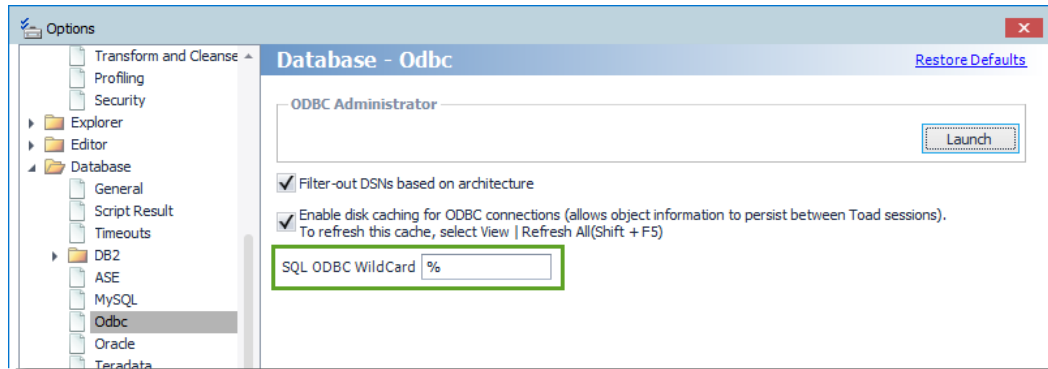 Options
Transform and Cleanse
Profiling
Security
Explorer
Editor
Database
General
Script Result
Timeouts
DB2
ASE
MySQL
Odbc
Oracle
Teradata
Database - Odbc
Restore Defaults
ODBC Administrator
Launch
Filter-out DSNs based on architecture
Enable disk caching for ODBC connections (allows object information to persist between Toad sessions).
To refresh this cache, select View | Refresh All(Shift + F5)
SQL ODBC WildCard %